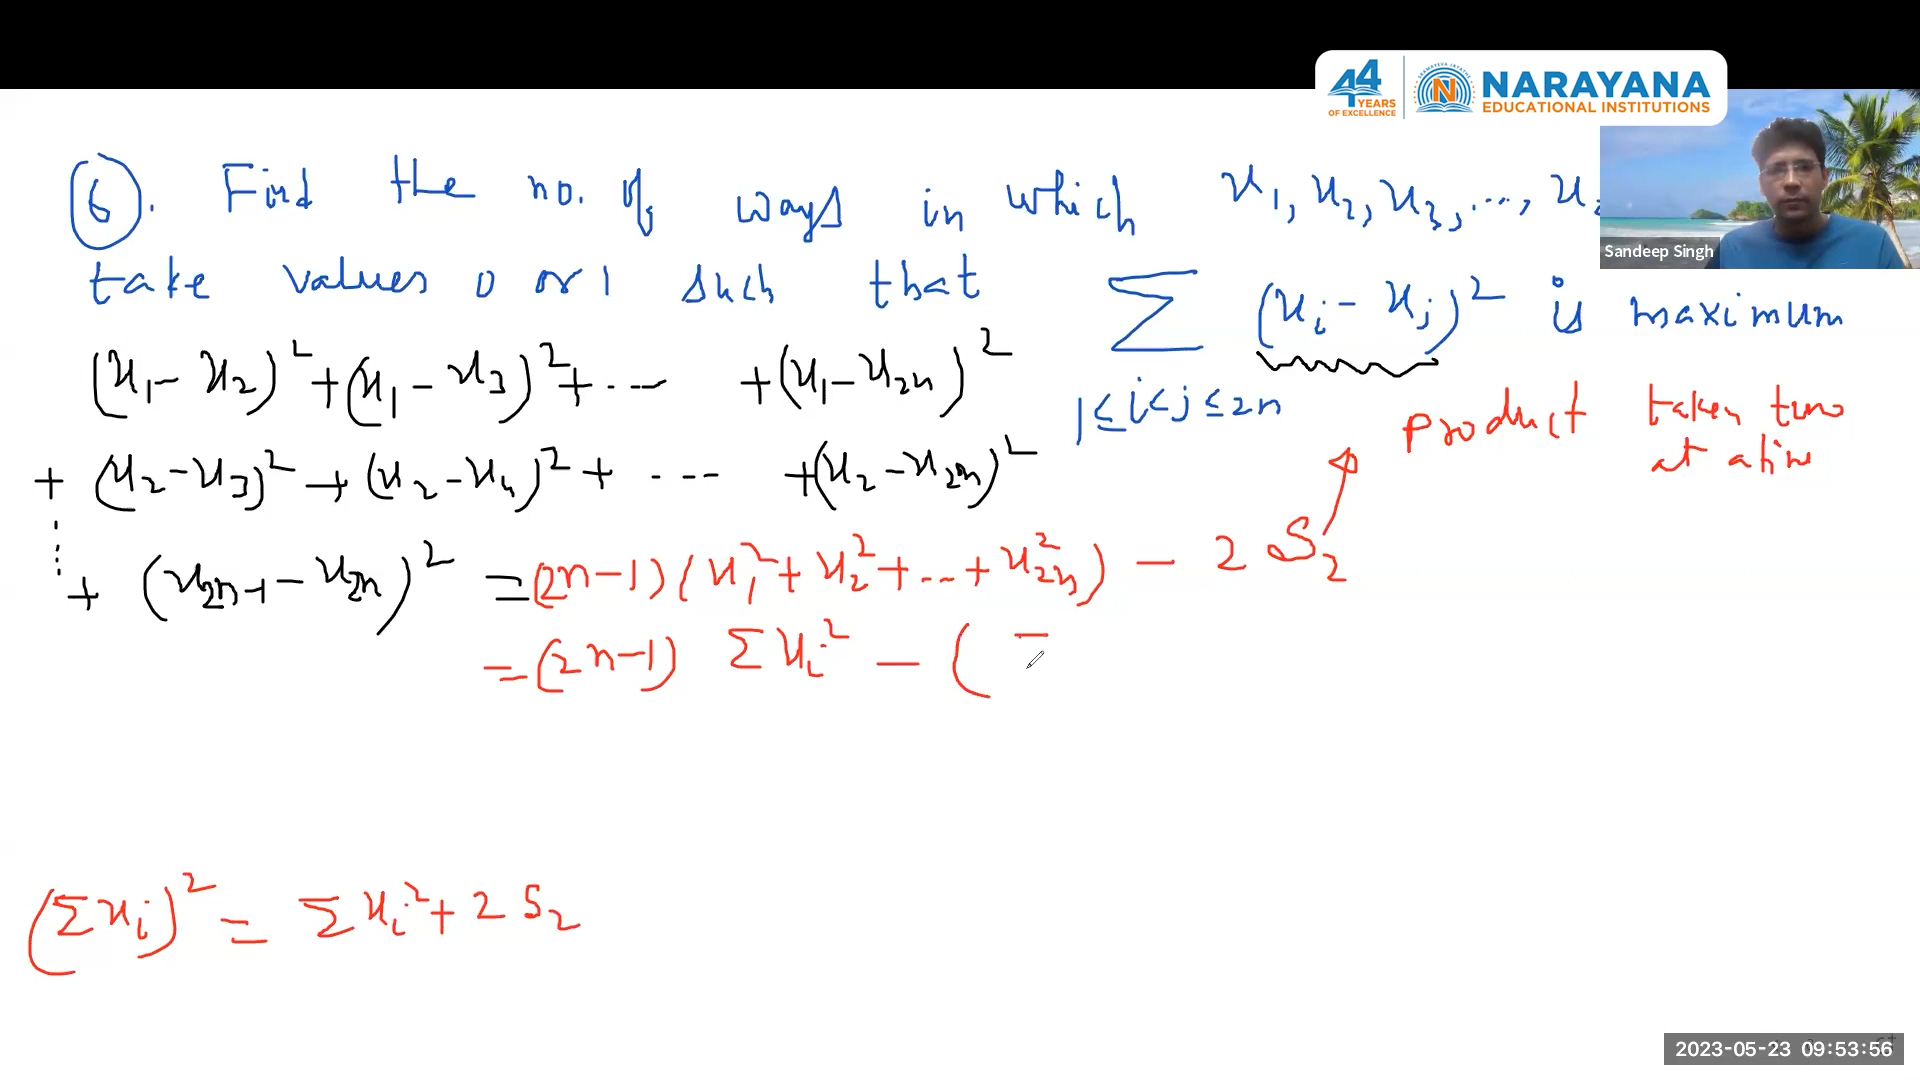 44 YEARS OF EXCELLENCE
NARAYANA
EDUCATIONAL INSTITUTIONS
Sandeep Singh
6. Find the no. of ways in which x₁, x₂, x₃, ..., x
take values 0 or 1 such that Σ (xᵢ - xⱼ)² is maximum
1≤i<j≤2n
(x₁ - x₂)² + (x₁ - x₃)² + ... + (x₁ - x₂ₙ)²
+ (x₂ - x₃)² + (x₂ - x₄)² + ... + (x₂ - x₂ₙ)²
+ (x₂ₙ₋₁ - x₂ₙ)² = (2n-1)(x₁² + x₂² + ... + x₂ₙ²) - 2 S₂
product taken two
at a time
= (2n-1) Σxᵢ² - (
(Σxᵢ)² = Σxᵢ² + 2 S₂
2023-05-23 09:53:56